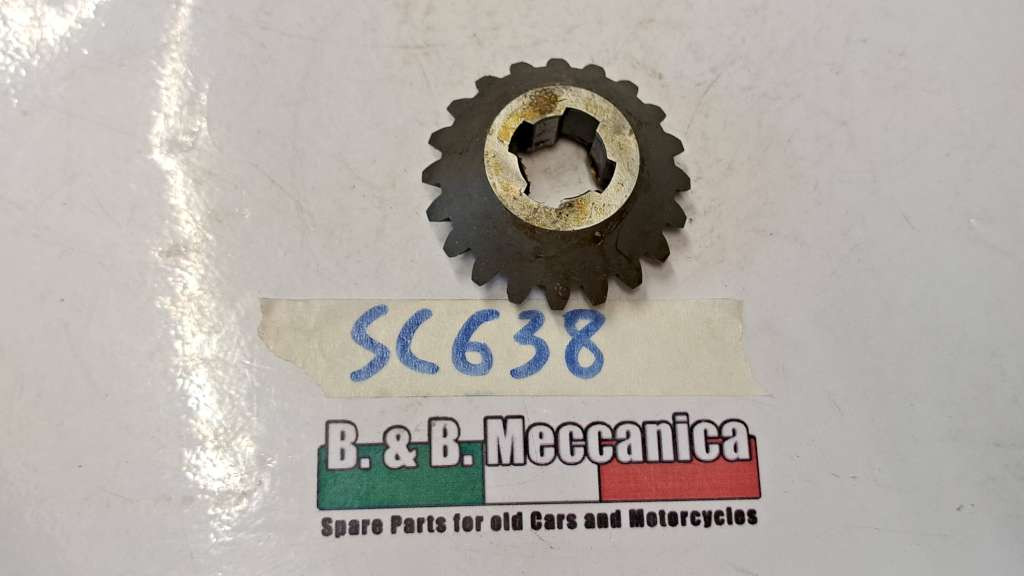 SC638
B. & B. Meccanica
Spare Parts for old Cars and Motorcycles